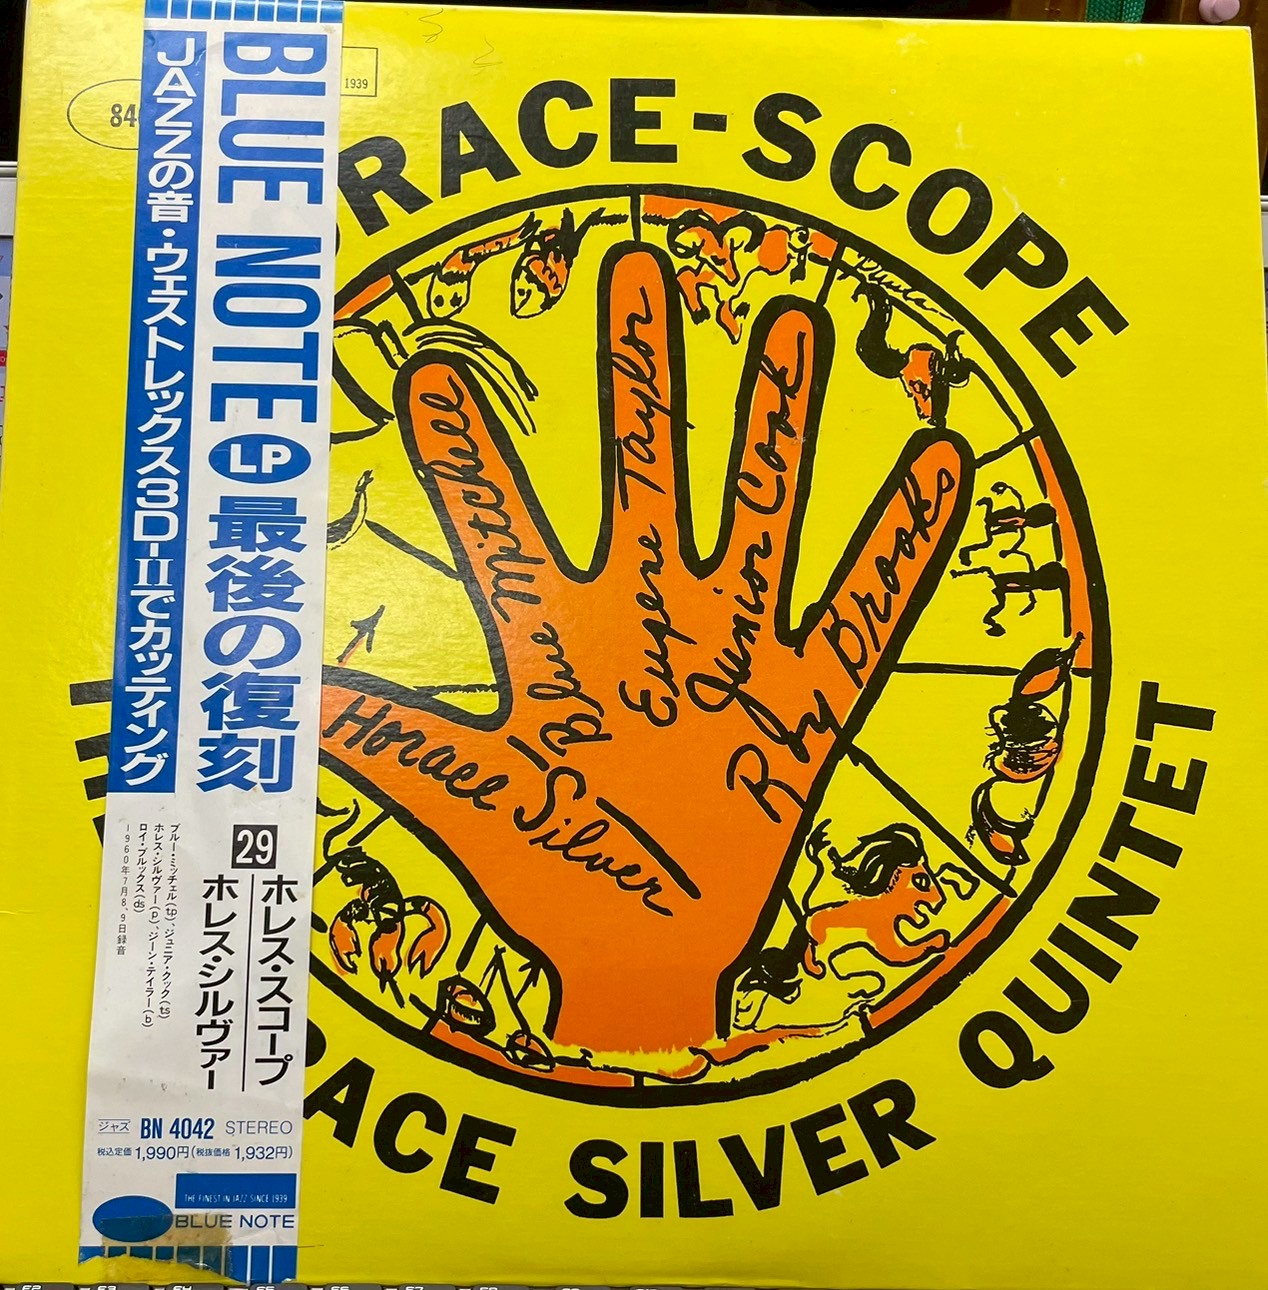 BLUE NOTE LP 最後の復刻
JAZZの音・ウェストレックス3D-IIでカッティング
29
ホレス・スコープ
ホレス・シルヴァー
ブルー・ミッチェル(tp)、ジュニア・クック(ts)
ホレス・シルヴァー(p)、ジーン・テイラー(b)
ロイ・ブルックス(ds)
1960年7月8、9日録音
ジャズ BN 4042 STEREO
税込定価1,990円(税抜価格1,932円)
THE FINEST IN JAZZ SINCE 1939
BLUE NOTE
84
1939
RACE-SCOPE
Blue Mitchell
Eugene Taylor
Junior Cook
Roy Brooks
Horace Silver
RACE SILVER QUINTET